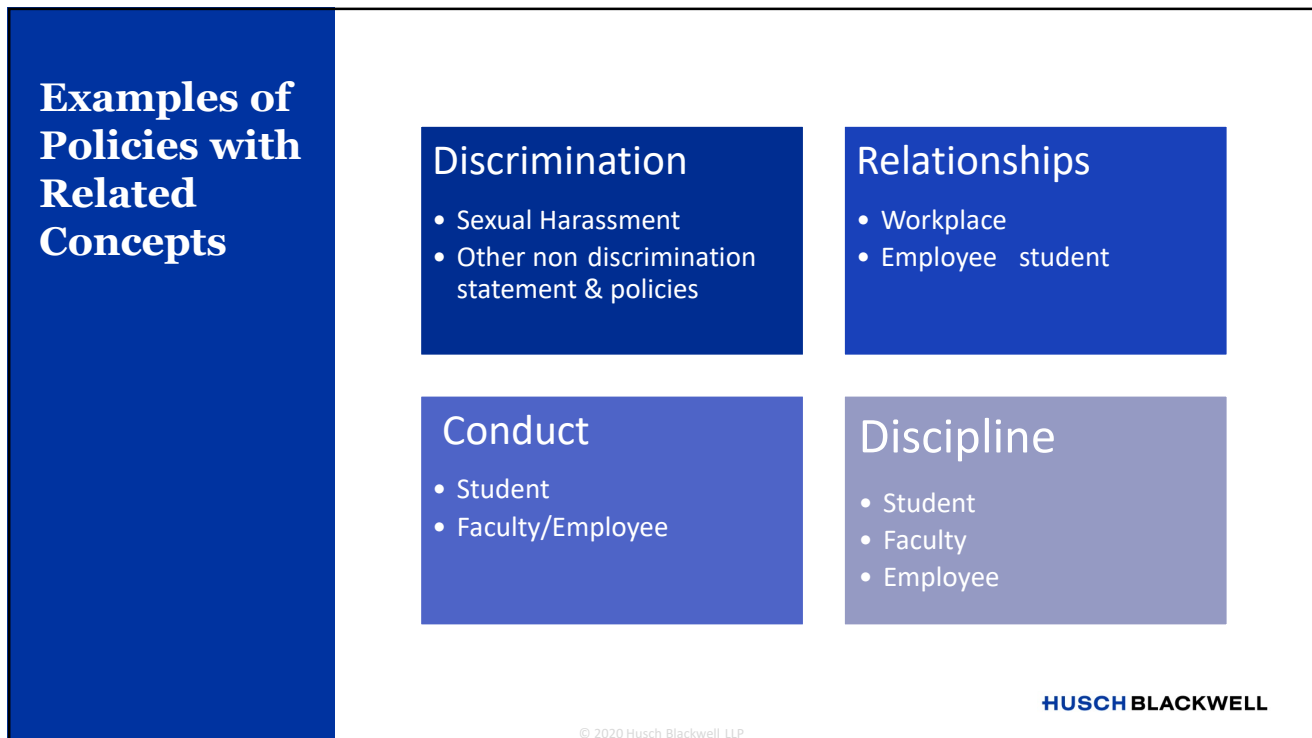 Examples of
Policies with
Related
Concepts
Discrimination
• Sexual Harassment
• Other non discrimination
statement & policies
Relationships
• Workplace
• Employee student
Conduct
• Student
• Faculty/Employee
Discipline
• Student
• Faculty
• Employee
HUSCH BLACKWELL
© 2020 Husch Blackwell LLP